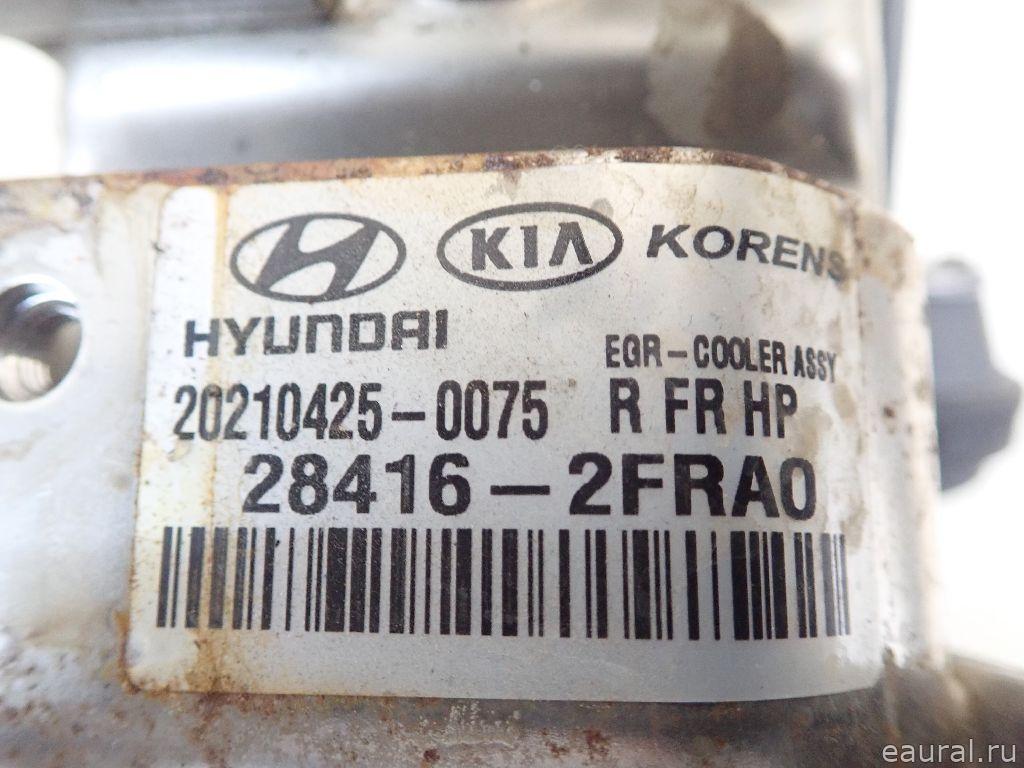 KIA KORENS
HYUNDAI EGR-COOLER ASSY
20210425-0075 R FR HP
28416-2FRA0
eaural.ru